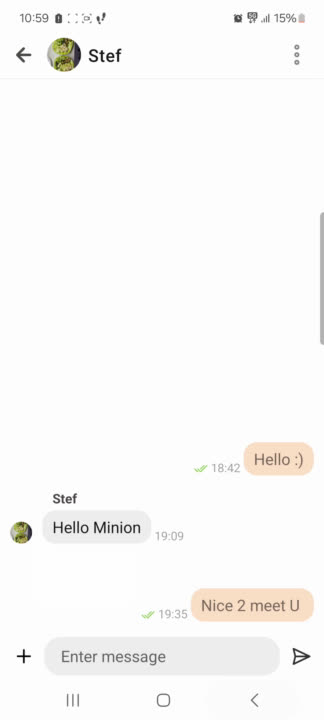 10:59 15%
Stef
18:42 Hello :)
Stef
Hello Minion 19:09
19:35 Nice 2 meet U
Enter message